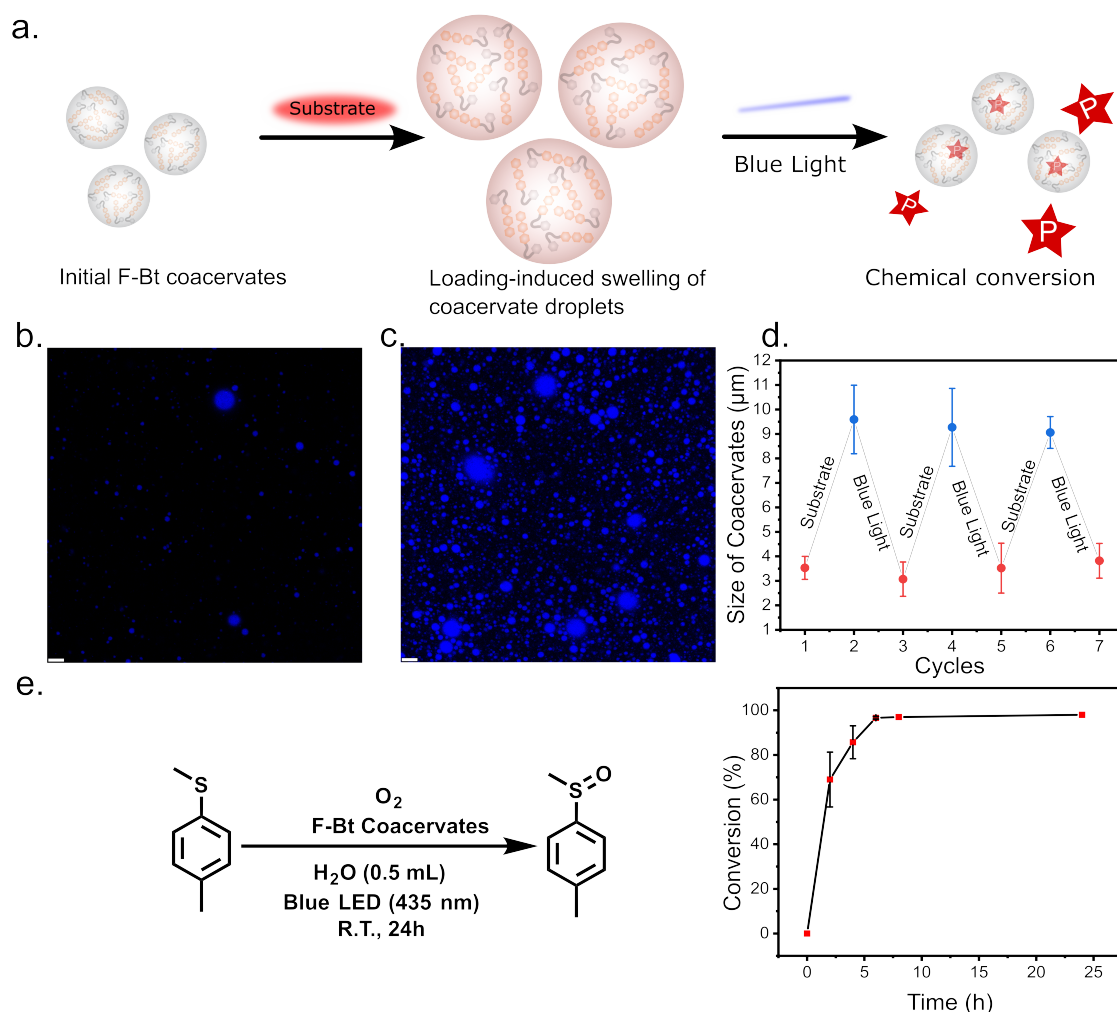 a.
Substrate
Blue Light
P
P
P
P
P
P
Initial F-Bt coacervates
Loading-induced swelling of
coacervate droplets
Chemical conversion
b.
c.
d.
Size of Coacervates (μm)
12
11
10
9
8
7
6
5
4
3
2
1
Substrate
Blue Light
Substrate
Blue Light
Substrate
Blue Light
1 2 3 4 5 6 7
Cycles
e.
S
O2
F-Bt Coacervates
H2O (0.5 mL)
Blue LED (435 nm)
R.T., 24h
S O
Conversion (%)
100
80
60
40
20
0
0 5 10 15 20 25
Time (h)